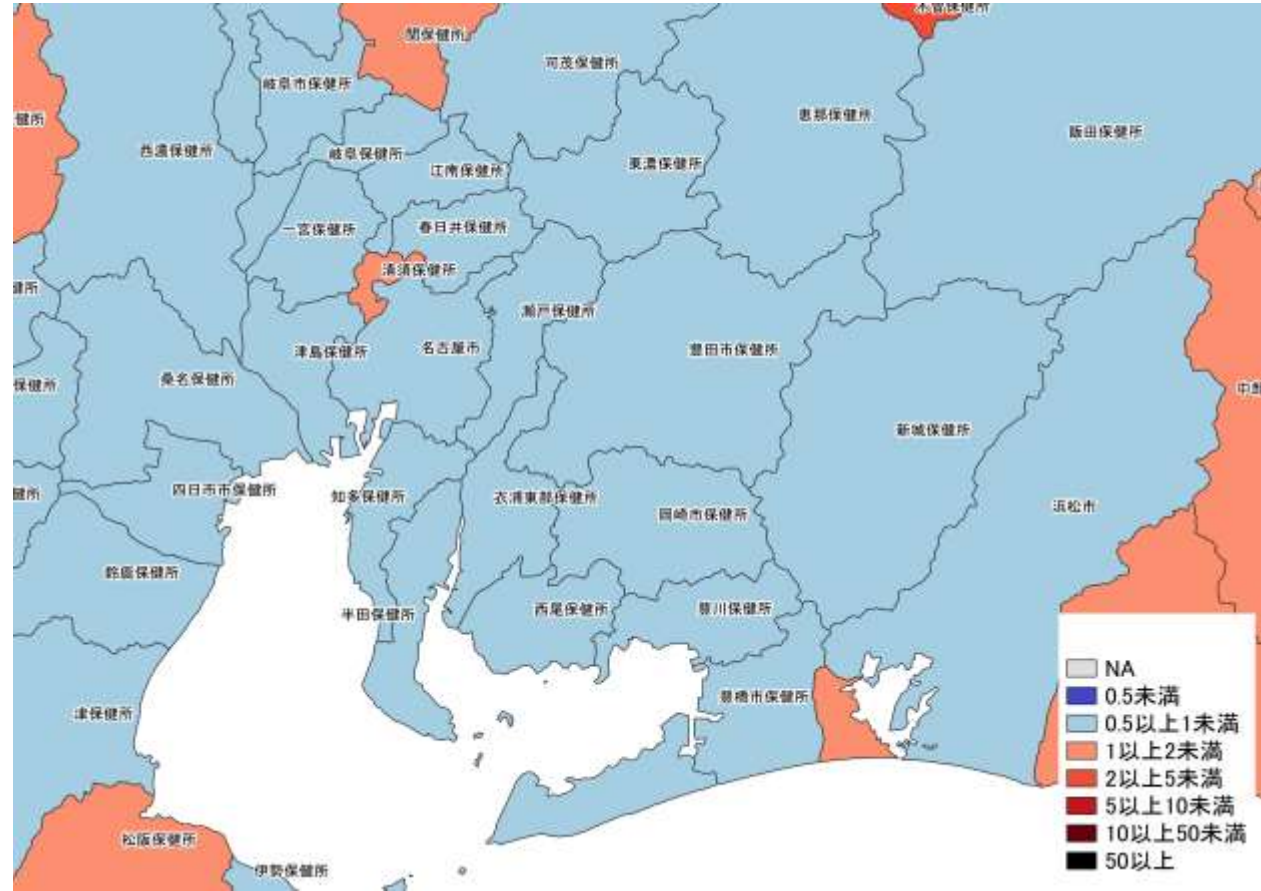 木曽保健所
関保健所
可茂保健所
岐阜市保健所
恵那保健所
健所
飯田保健所
西濃保健所
岐阜保健所
東濃保健所
江南保健所
一宮保健所
春日井保健所
清須保健所
健所
瀬戸保健所
津島保健所
名古屋市
豊田市保健所
桑名保健所
保健所
中部
新城保健所
四日市市保健所
知多保健所
衣浦東部保健所
健所
浜松市
岡崎市保健所
鈴鹿保健所
半田保健所
西尾保健所
豊川保健所
豊橋市保健所
津保健所
松阪保健所
伊勢保健所
NA
0.5未満
0.5以上1未満
1以上2未満
2以上5未満
5以上10未満
10以上50未満
50以上